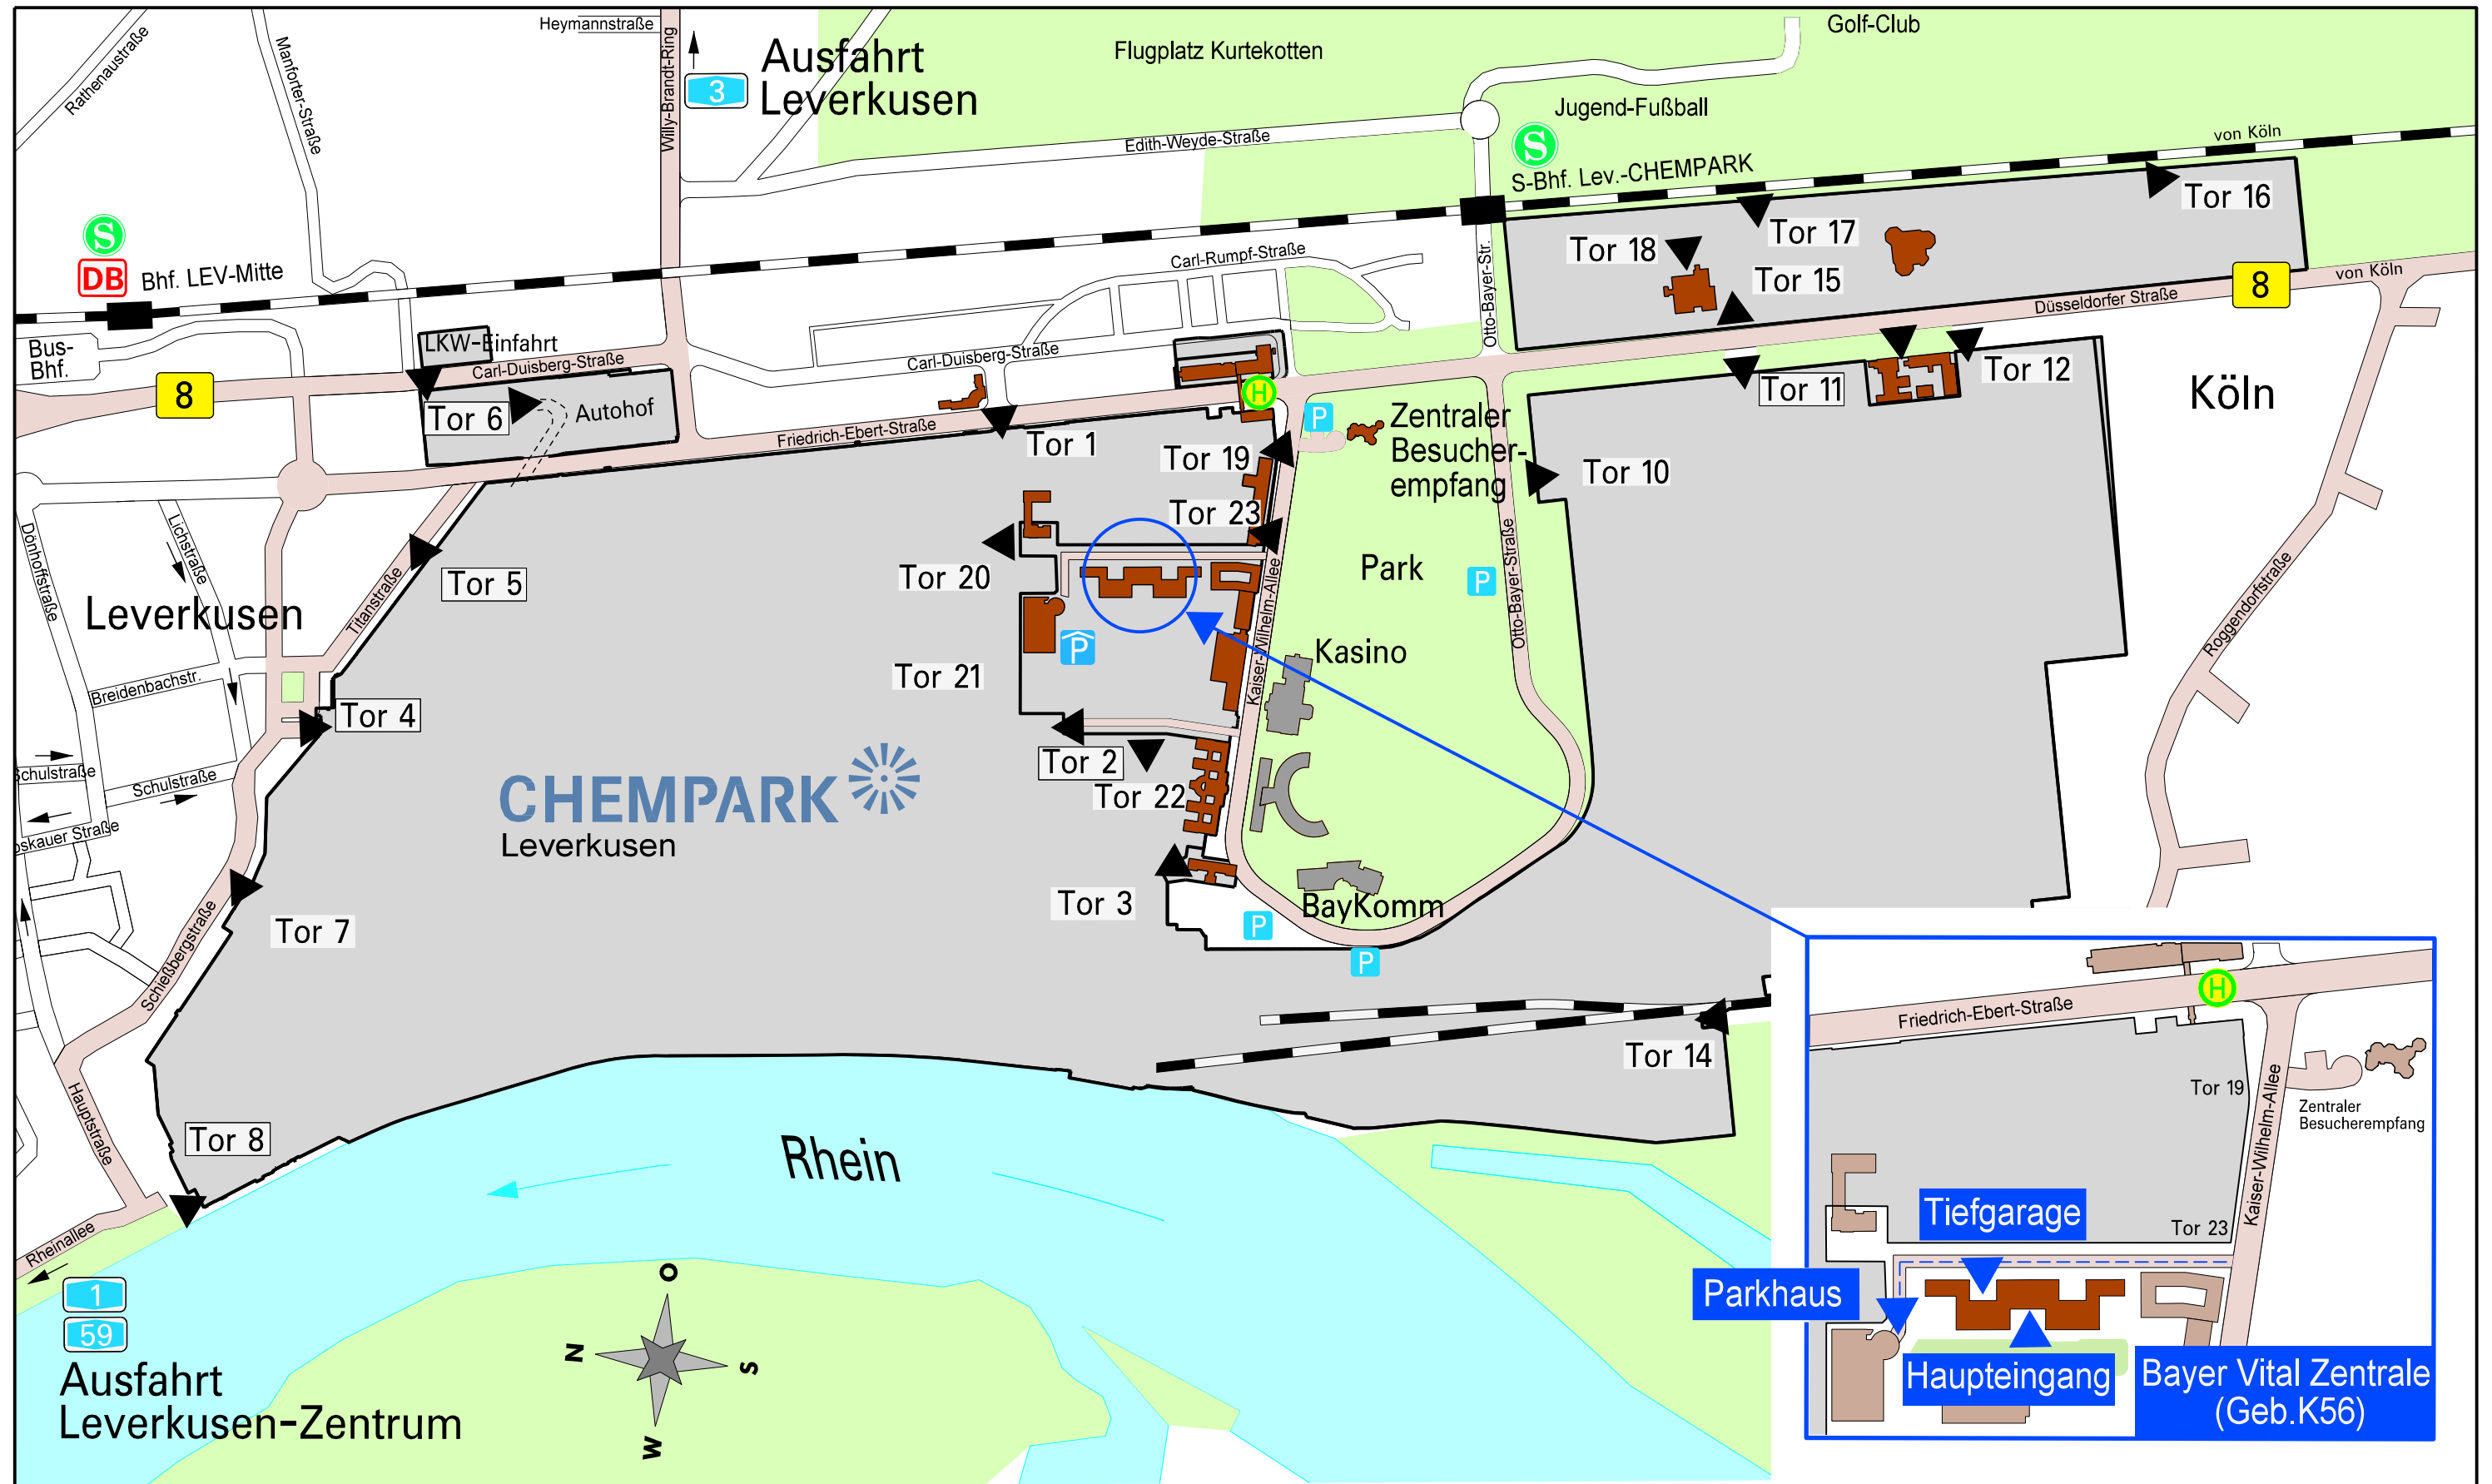 Heymannstraße
Rathenaustraße
Manforter-Straße
Willy-Brandt-Ring
3
Ausfahrt
Leverkusen
Flugplatz Kurtekotten
Golf-Club
Jugend-Fußball
Edith-Weyde-Straße
S
S-Bhf. Lev.-CHEMPARK
von Köln
Tor 16
Tor 17
Tor 18
Tor 15
S
DB
Bhf. LEV-Mitte
Carl-Rumpf-Straße
Otto-Bayer-Str.
Düsseldorfer Straße
8
von Köln
Bus-
Bhf.
LKW-Einfahrt
Carl-Duisberg-Straße
Carl-Duisberg-Straße
8
Tor 6
Autohof
Friedrich-Ebert-Straße
Tor 1
H
P
Zentraler
Besucher-
empfang
Tor 11
Tor 12
Köln
Tor 19
Tor 10
Tor 23
Dönhoffstraße
Lichstraße
Titanstraße
Tor 5
Leverkusen
Tor 20
Park
P
Kaiser-Wilhelm-Allee
Otto-Bayer-Straße
Roggendorfstraße
P
Kasino
Tor 21
Breidenbachstr.
Tor 4
Tor 2
Tor 22
Schulstraße
Schulstraße
CHEMPARK
Leverkusen
Tor 3
BayKomm
P
P
Tor 7
Schießbergstraße
Tor 14
Hauptstraße
Tor 8
Rhein
Rheinallee
1
59
Ausfahrt
Leverkusen-Zentrum
O
N
S
W
H
Friedrich-Ebert-Straße
Tor 19
Kaiser-Wilhelm-Allee
Zentraler
Besucherempfang
Tiefgarage
Tor 23
Parkhaus
Haupteingang
Bayer Vital Zentrale
(Geb.K56)